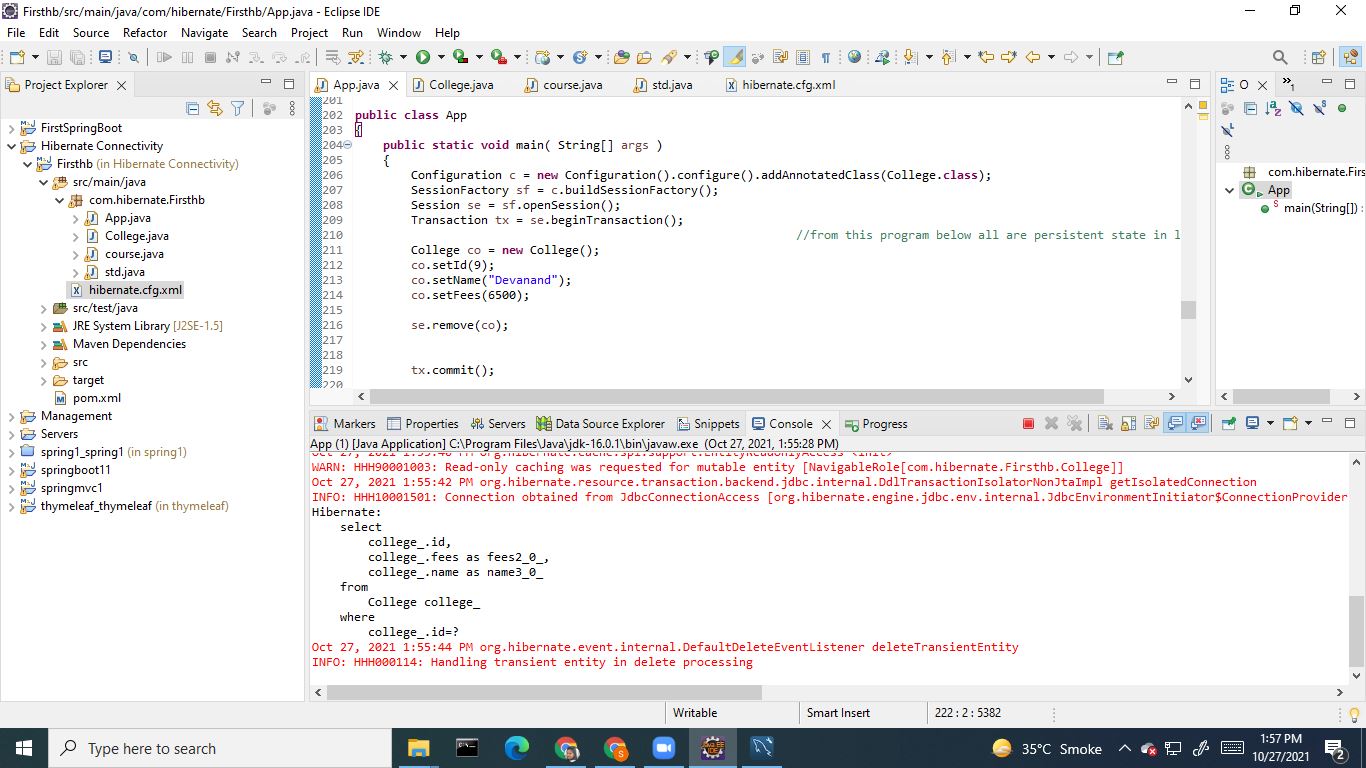 Firsthb/src/main/java/com/hibernate/Firsthb/App.java - Eclipse IDE
File Edit Source Refactor Navigate Search Project Run Window Help
Project Explorer
FirstSpringBoot
Hibernate Connectivity
Firsthb (in Hibernate Connectivity)
src/main/java
com.hibernate.Firsthb
App.java
College.java
course.java
std.java
hibernate.cfg.xml
src/test/java
JRE System Library [J2SE-1.5]
Maven Dependencies
src
target
pom.xml
Management
Servers
spring1_spring1 (in spring1)
springboot11
springmvc1
thymeleaf_thymeleaf (in thymeleaf)
App.java College.java course.java std.java hibernate.cfg.xml
201
202 public class App
203 {
204 public static void main( String[] args )
205 {
206 Configuration c = new Configuration().configure().addAnnotatedClass(College.class);
207 SessionFactory sf = c.buildSessionFactory();
208 Session se = sf.openSession();
209 Transaction tx = se.beginTransaction();
210 //from this program below all are persistent state in l
211 College co = new College();
212 co.setId(9);
213 co.setName("Devanand");
214 co.setFees(6500);
215
216 se.remove(co);
217
218
219 tx.commit();
220
O
1
com.hibernate.Firs
App
main(String[]) :
Markers Properties Servers Data Source Explorer Snippets Console Progress
App (1) [Java Application] C:\Program Files\Java\jdk-16.0.1\bin\javaw.exe (Oct 27, 2021, 1:55:28 PM)
WARN: HHH90001003: Read-only caching was requested for mutable entity [NavigableRole[com.hibernate.Firsthb.College]]
Oct 27, 2021 1:55:42 PM org.hibernate.resource.transaction.backend.jdbc.internal.DdlTransactionIsolatorNonJtaImpl getIsolatedConnection
INFO: HHH10001501: Connection obtained from JdbcConnectionAccess [org.hibernate.engine.jdbc.env.internal.JdbcEnvironmentInitiator$ConnectionProvider
Hibernate:
select
college_.id,
college_.fees as fees2_0_,
college_.name as name3_0_
from
College college_
where
college_.id=?
Oct 27, 2021 1:55:44 PM org.hibernate.event.internal.DefaultDeleteEventListener deleteTransientEntity
INFO: HHH000114: Handling transient entity in delete processing
Writable Smart Insert 222 : 2 : 5382
Type here to search
35°C Smoke
1:57 PM
10/27/2021
2